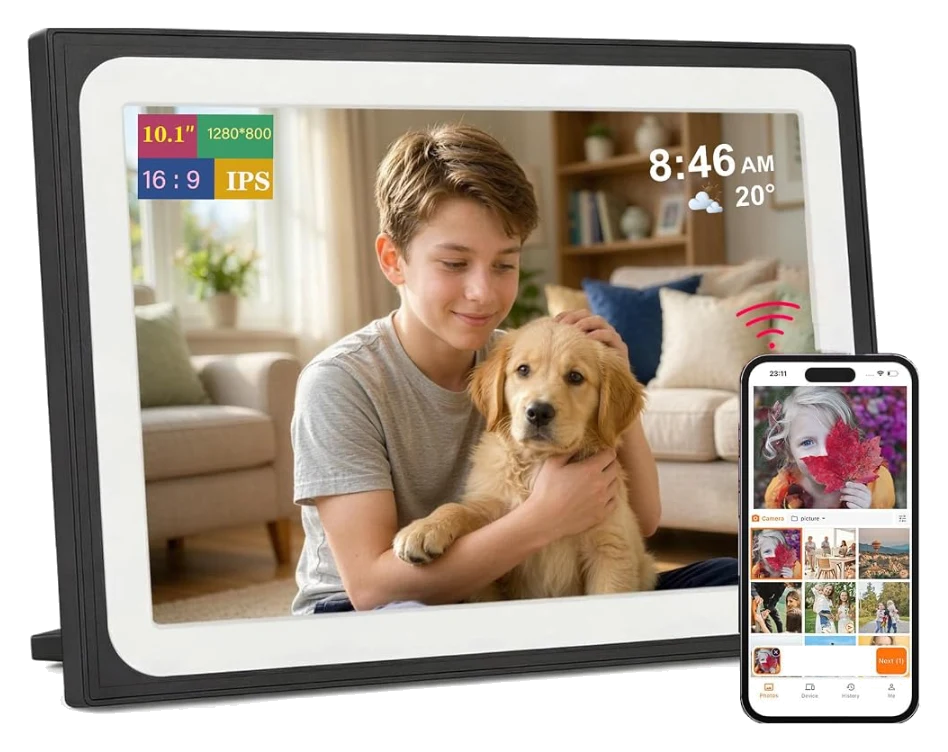 10.1" 1280*800
16 : 9 IPS
8:46 AM
20°
23:11
Camera picture
Next (1)
Photos Device History Me